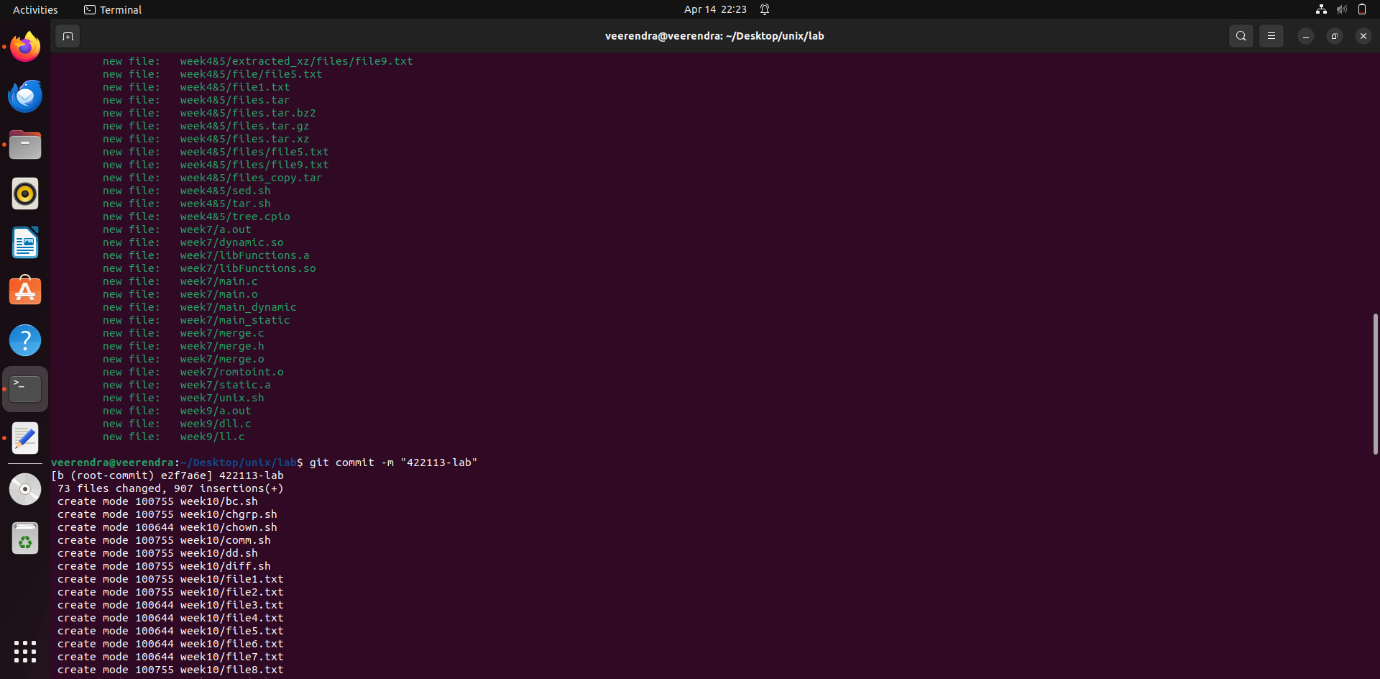 Activities Terminal Apr 14 22:23
veerendra@veerendra: ~/Desktop/unix/lab
new file: week4&5/extracted_xz/files/file9.txt
new file: week4&5/file/file5.txt
new file: week4&5/file1.txt
new file: week4&5/files.tar
new file: week4&5/files.tar.bz2
new file: week4&5/files.tar.gz
new file: week4&5/files.tar.xz
new file: week4&5/files/file5.txt
new file: week4&5/files/file9.txt
new file: week4&5/files_copy.tar
new file: week4&5/sed.sh
new file: week4&5/tar.sh
new file: week4&5/tree.cpio
new file: week7/a.out
new file: week7/dynamic.so
new file: week7/libFunctions.a
new file: week7/libFunctions.so
new file: week7/main.c
new file: week7/main.o
new file: week7/main_dynamic
new file: week7/main_static
new file: week7/merge.c
new file: week7/merge.h
new file: week7/merge.o
new file: week7/romtoint.o
new file: week7/static.a
new file: week7/unix.sh
new file: week9/a.out
new file: week9/dll.c
new file: week9/ll.c
veerendra@veerendra:~/Desktop/unix/lab$ git commit -m "422113-lab"
[b (root-commit) e2f7a6e] 422113-lab
73 files changed, 907 insertions(+)
create mode 100755 week10/bc.sh
create mode 100755 week10/chgrp.sh
create mode 100644 week10/chown.sh
create mode 100755 week10/comm.sh
create mode 100755 week10/dd.sh
create mode 100755 week10/diff.sh
create mode 100755 week10/file1.txt
create mode 100755 week10/file2.txt
create mode 100644 week10/file3.txt
create mode 100644 week10/file4.txt
create mode 100644 week10/file5.txt
create mode 100644 week10/file6.txt
create mode 100644 week10/file7.txt
create mode 100755 week10/file8.txt